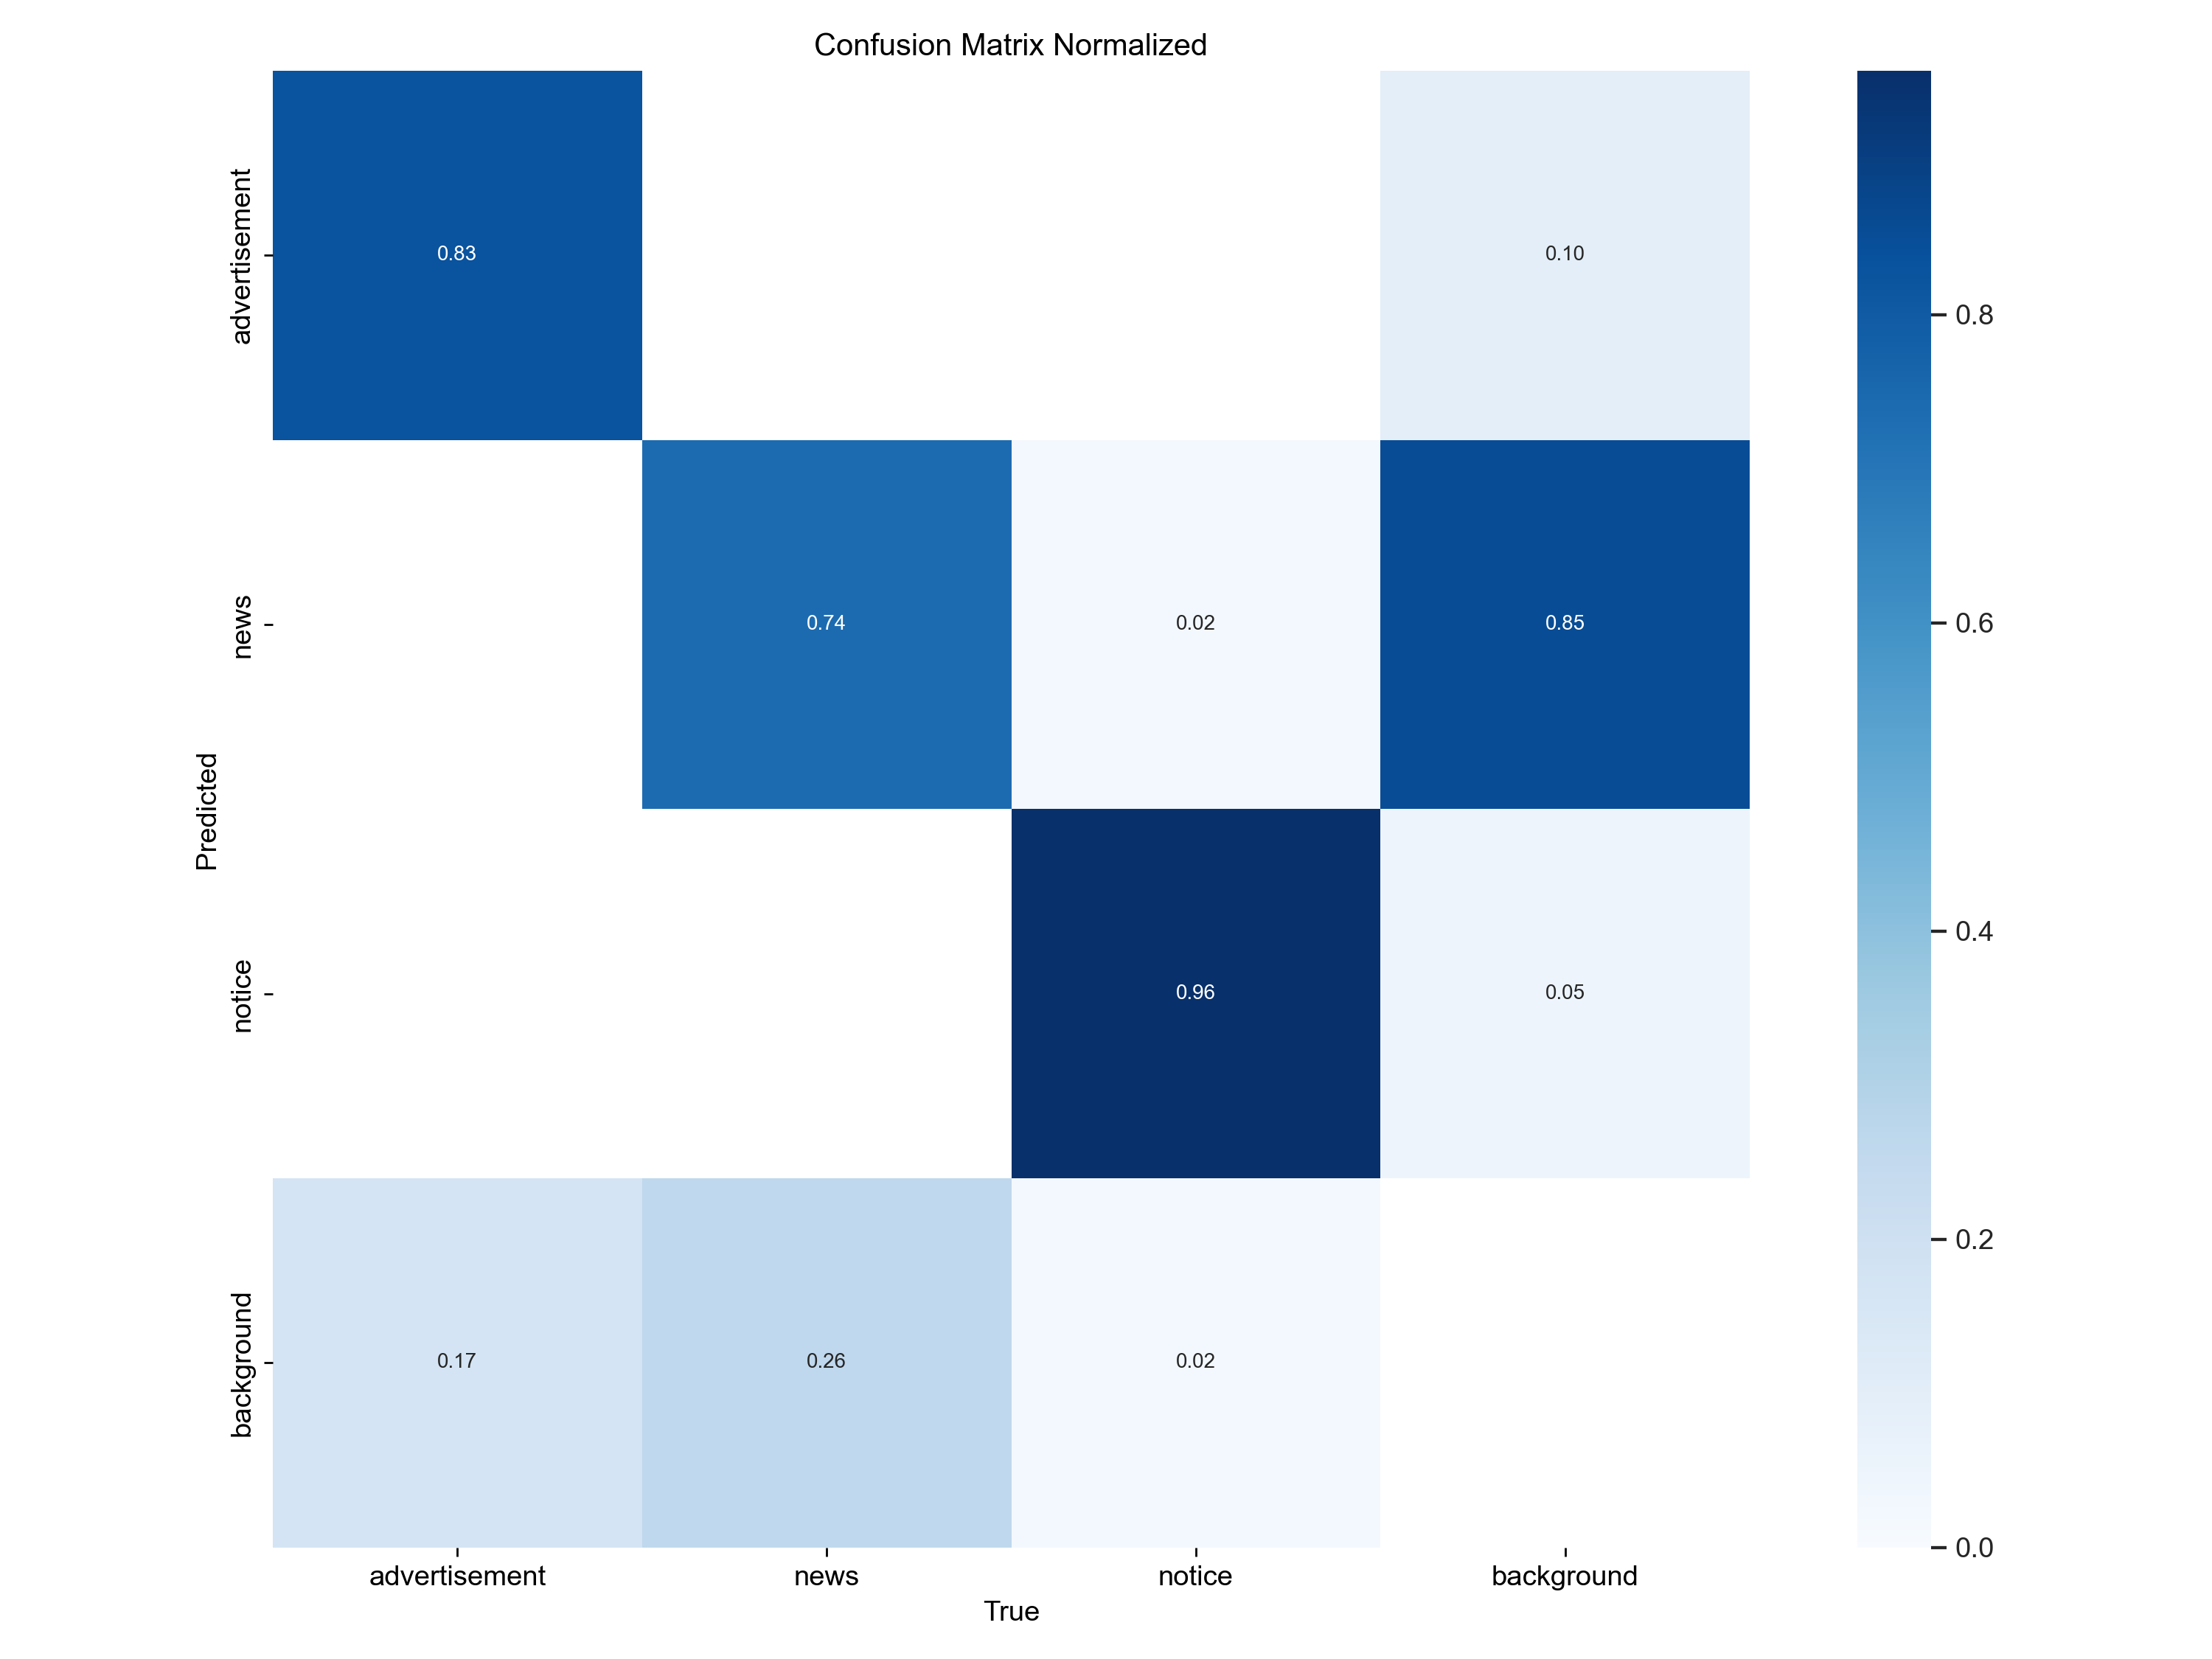 Confusion Matrix Normalized
advertisement
0.83
0.10
news
0.74
0.02
0.85
notice
0.96
0.05
background
0.17
0.26
0.02
advertisement
news
notice
background
True
Predicted
0.8
0.6
0.4
0.2
0.0